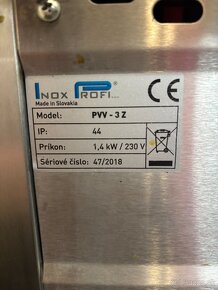 INOX PROFI
Made in Slovakia
Model: PVV - 3 Z
IP: 44
Príkon: 1,4 kW / 230 V
Sériové číslo: 47/2018